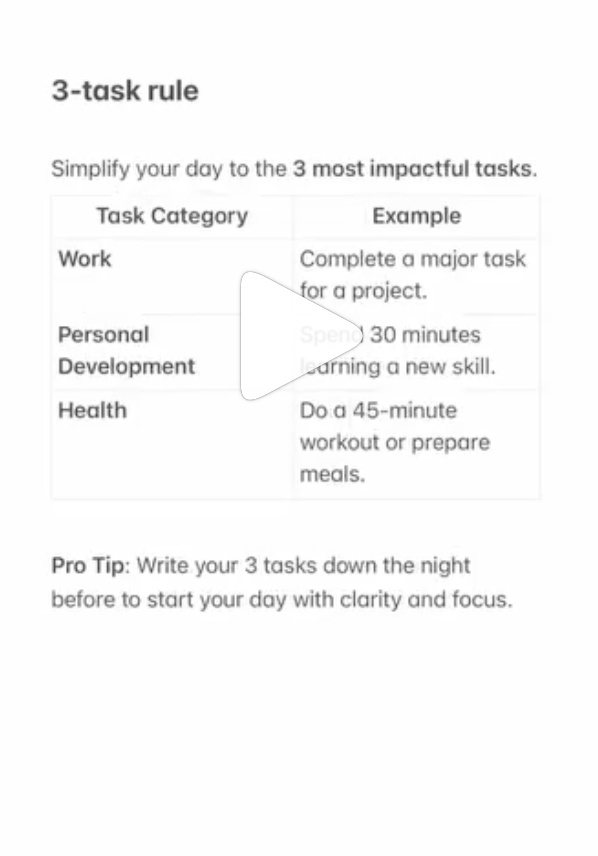 3-task rule
Simplify your day to the 3 most impactful tasks.
Task Category Example
Work Complete a major task
for a project.
Personal Spend 30 minutes
Development learning a new skill.
Health Do a 45-minute
workout or prepare
meals.
Pro Tip: Write your 3 tasks down the night
before to start your day with clarity and focus.